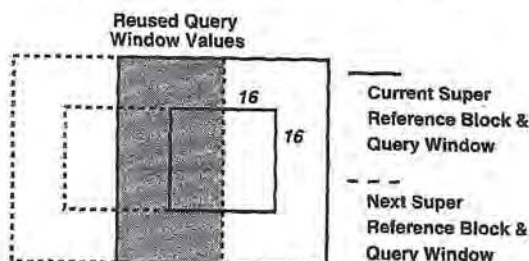 Reused Query
Window Values
16
16
Current Super
Reference Block &
Query Window
Next Super
Reference Block &
Query Window